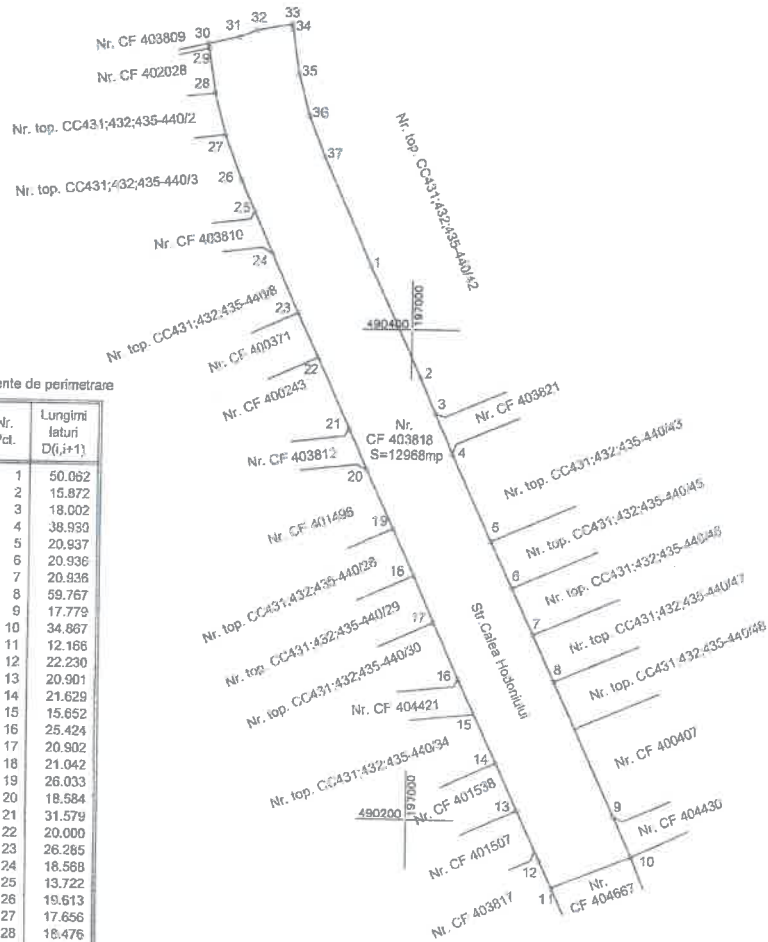 30
31
32
33
34
Nr. CF 403809
29
Nr. CF 402028
28
35
Nr. top. CC431;432;435-440/2
36
27
37
Nr. top. CC431;432;435-440/42
Nr. top. CC431;432;435-440/3
26
25
Nr. CF 403810
24
1
Nr. top. CC431;432;435-440/8
23
490400
197000
Nr. CF 400371
22
2
Nr. CF 400243
3
Nr. CF 403821
21
Nr.
CF 403818
S=12968mp
4
Nr. CF 403812
20
Nr. top. CC431;432;435-440/43
Nr. CF 401496
19
Nr. top. CC431;432;435-440/45
Nr. top. CC431;432;435-440/28
6
Nr. top. CC431;432;435-440/29
17
7
Nr. top. CC431;432;435-440/47
Nr. top. CC431;432;435-440/30
Str.Calea Hodoniului
16
8
Nr. top. CC431;432;435-440/48
Nr. CF 404421
15
Nr. top. CC431;432;435-440/34
14
Nr. CF 400407
490200
197000
Nr. CF 401538
13
9
Nr. CF 404430
Nr. CF 401507
12
10
Nr. CF 403817
11
Nr.
CF 404667
ente de perimetrare
Nr. Pct. Lungimi laturi D(i,i+1)
1 50.062
2 15.872
3 18.002
4 38.930
5 20.937
6 20.936
7 20.936
8 59.767
9 17.779
10 34.867
11 12.166
12 22.230
13 20.901
14 21.629
15 15.652
16 25.424
17 20.902
18 21.042
19 26.033
20 18.584
21 31.579
22 20.000
23 26.285
24 18.568
25 13.722
26 19.613
27 17.656
28 18.476